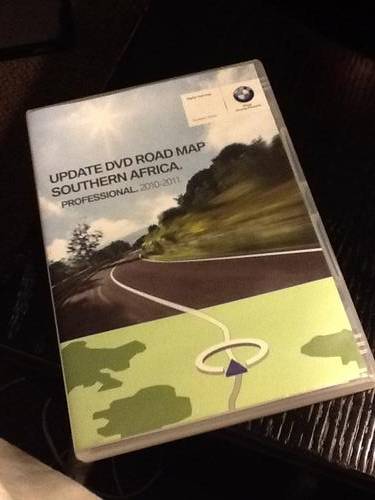 UPDATE DVD ROAD MAP
SOUTHERN AFRICA.
PROFESSIONAL. 2010-2011.